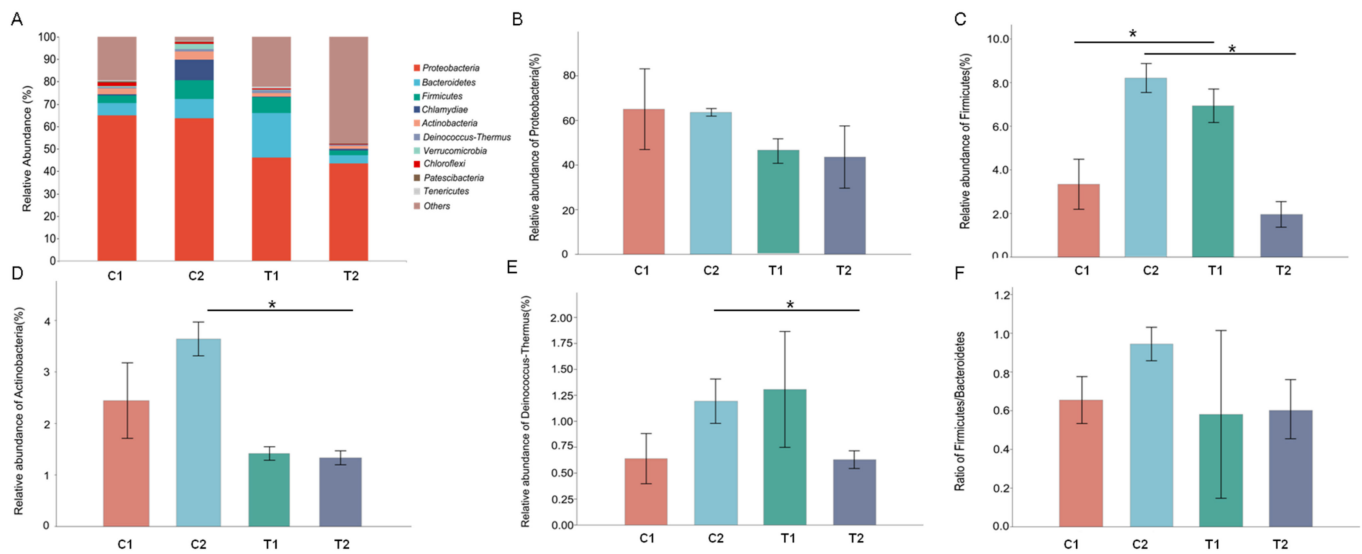 A
Relative Abundance (%)
100
90
80
70
60
50
40
30
20
10
0
C1 C2 T1 T2
Proteobacteria
Bacteroidetes
Firmicutes
Chlamydiae
Actinobacteria
Deinococcus-Thermus
Verrucomicrobia
Chloroflexi
Patescibacteria
Tenericutes
Others
B
Relative abundance of Proteobacteria(%)
80
60
40
20
0
C1 C2 T1 T2
C
Relative abundance of Firmicutes(%)
10.0
8.0
6.0
4.0
2.0
0.0
* *
C1 C2 T1 T2
D
Relative abundance of Actinobacteria(%)
4
3
2
1
0
*
C1 C2 T1 T2
E
Relative abundance of Deinococcus-Thermus(%)
2.00
1.75
1.50
1.25
1.00
0.75
0.50
0.25
0.00
*
C1 C2 T1 T2
F
Ratio of Firmicutes/Bacteroidetes
1.2
1.0
0.8
0.6
0.4
0.2
0.0
C1 C2 T1 T2